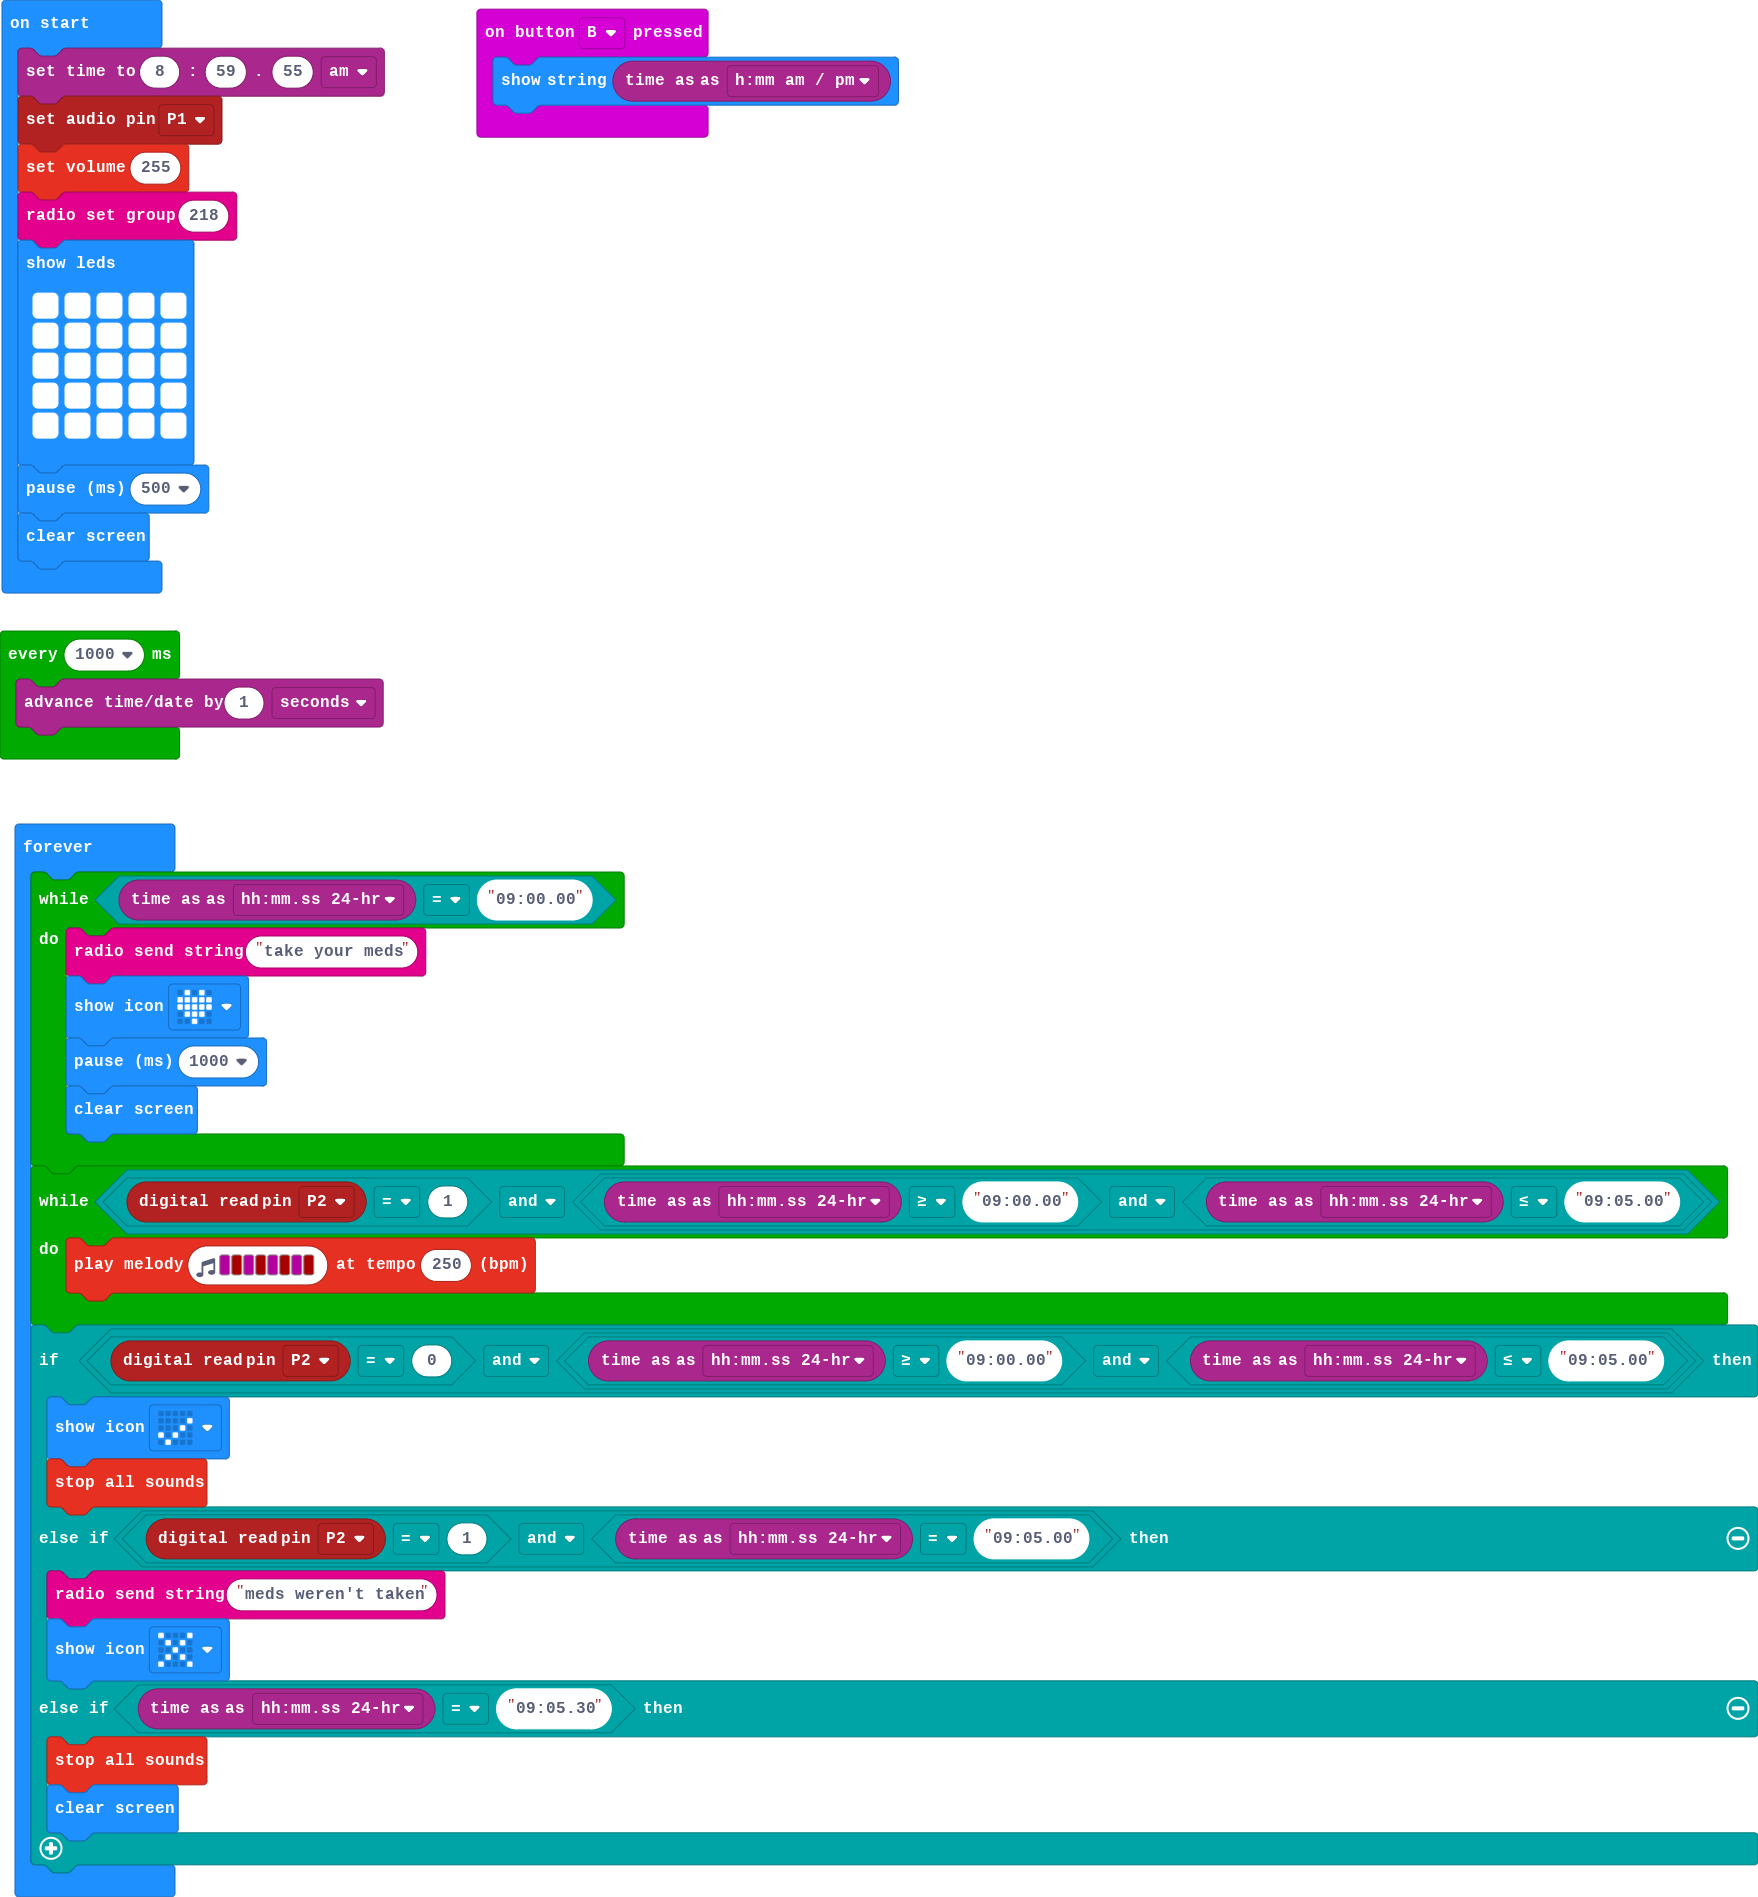 on start
set time to 8 : 59 . 55 am
set audio pin P1
set volume 255
radio set group 218
show leds
pause (ms) 500
clear screen
on button B pressed
show string time as as h:mm am / pm
every 1000 ms
advance time/date by 1 seconds
forever
while time as as hh:mm.ss 24-hr = "09:00.00"
do
radio send string "take your meds"
show icon
pause (ms) 1000
clear screen
while digital read pin P2 = 1 and time as as hh:mm.ss 24-hr ≥ "09:00.00" and time as as hh:mm.ss 24-hr ≤ "09:05.00"
do
play melody at tempo 250 (bpm)
if digital read pin P2 = 0 and time as as hh:mm.ss 24-hr ≥ "09:00.00" and time as as hh:mm.ss 24-hr ≤ "09:05.00" then
show icon
stop all sounds
else if digital read pin P2 = 1 and time as as hh:mm.ss 24-hr = "09:05.00" then
radio send string "meds weren't taken"
show icon
else if time as as hh:mm.ss 24-hr = "09:05.30" then
stop all sounds
clear screen